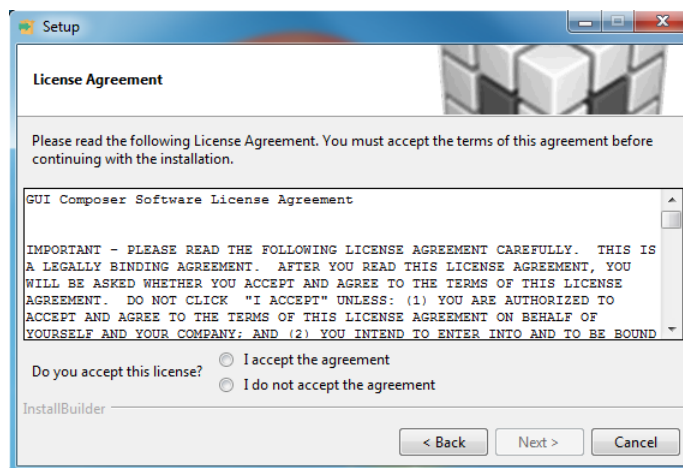 Setup
License Agreement
Please read the following License Agreement. You must accept the terms of this agreement before
continuing with the installation.
GUI Composer Software License Agreement
IMPORTANT - PLEASE READ THE FOLLOWING LICENSE AGREEMENT CAREFULLY.  THIS IS
A LEGALLY BINDING AGREEMENT.  AFTER YOU READ THIS LICENSE AGREEMENT, YOU
WILL BE ASKED WHETHER YOU ACCEPT AND AGREE TO THE TERMS OF THIS LICENSE
AGREEMENT.  DO NOT CLICK "I ACCEPT" UNLESS: (1) YOU ARE AUTHORIZED TO
ACCEPT AND AGREE TO THE TERMS OF THIS LICENSE AGREEMENT ON BEHALF OF
YOURSELF AND YOUR COMPANY; AND (2) YOU INTEND TO ENTER INTO AND TO BE BOUND
Do you accept this license?
I accept the agreement
I do not accept the agreement
InstallBuilder
< Back
Next >
Cancel